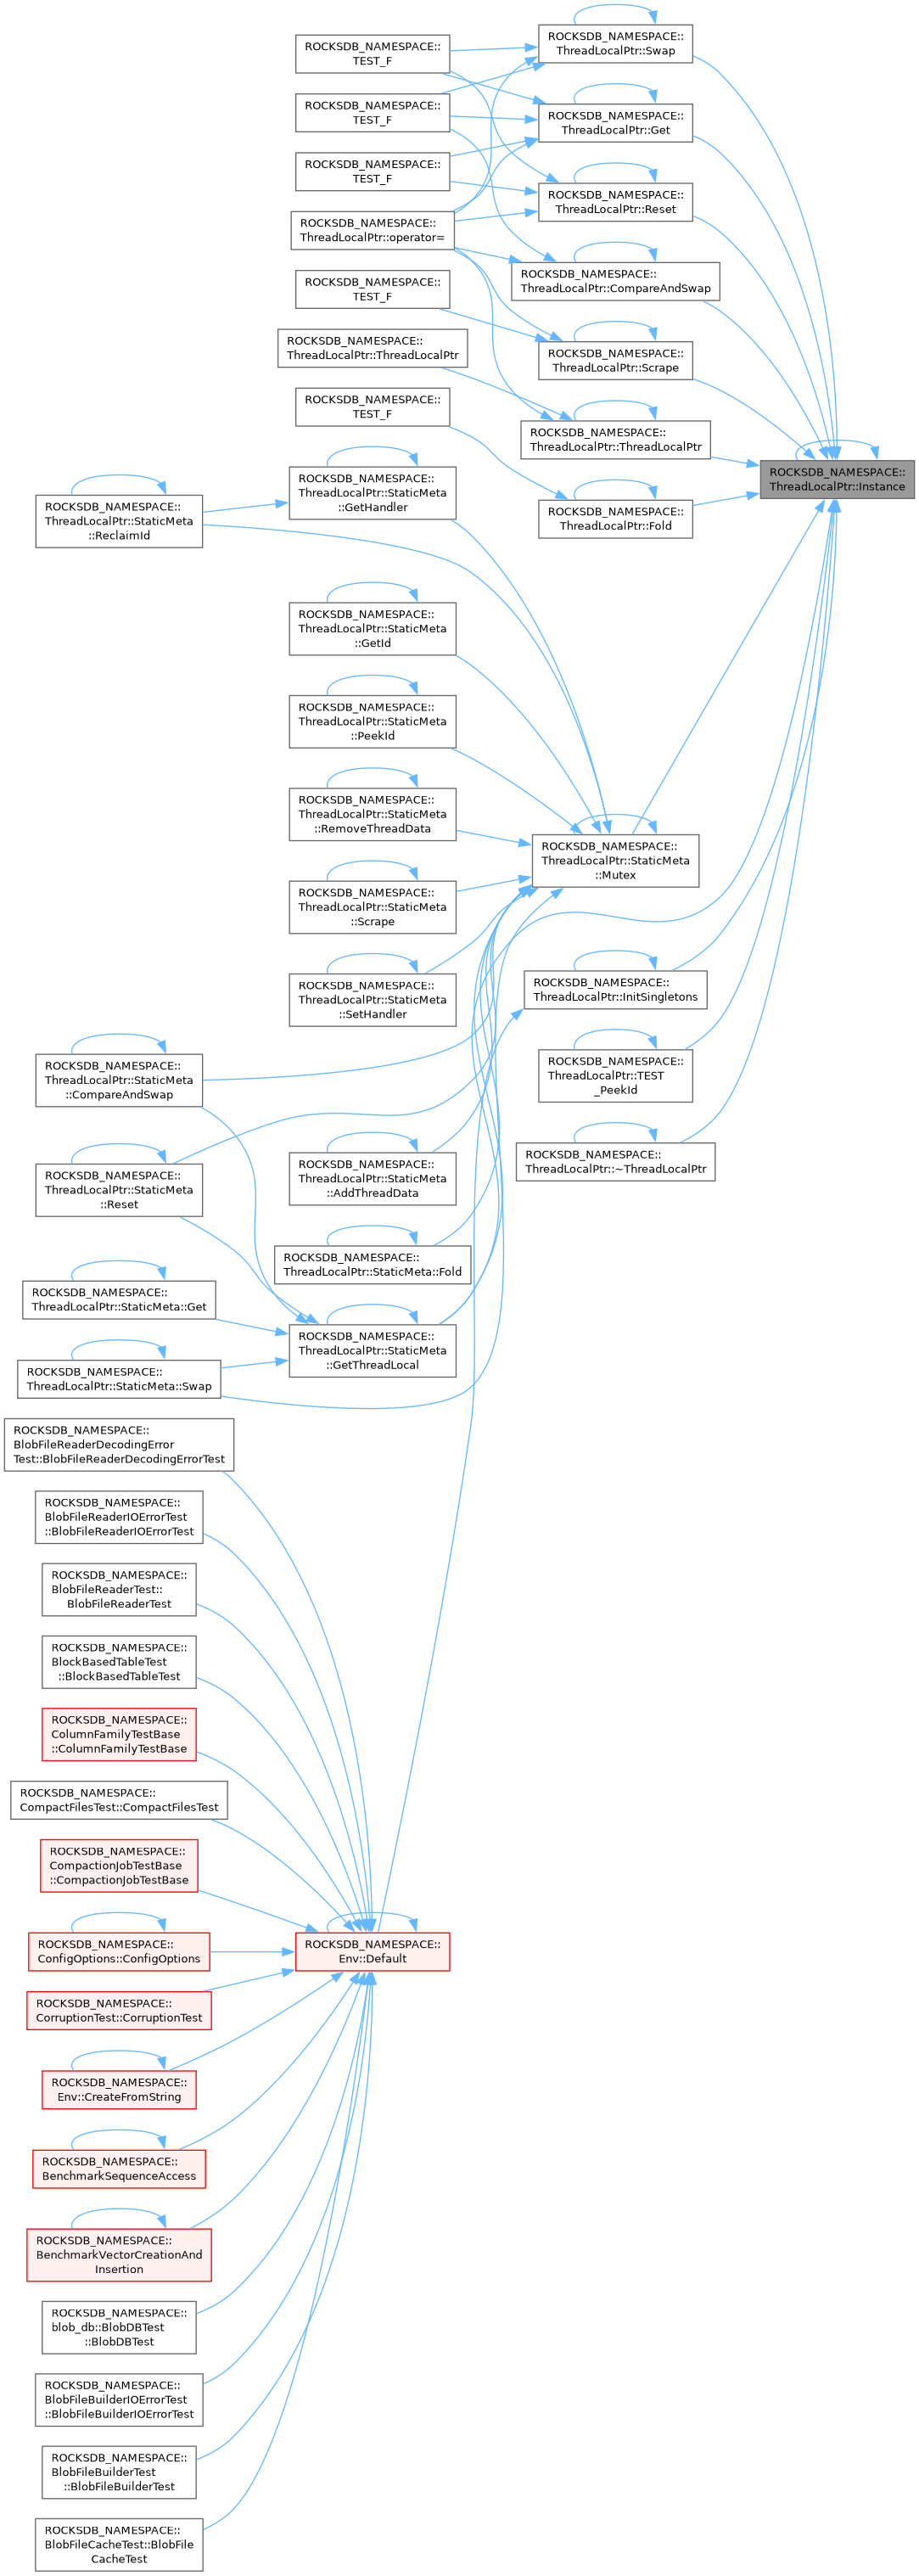 ROCKSDB_NAMESPACE::
ThreadLocalPtr::Swap
ROCKSDB_NAMESPACE::
TEST_F
ROCKSDB_NAMESPACE::
TEST_F
ROCKSDB_NAMESPACE::
ThreadLocalPtr::Get
ROCKSDB_NAMESPACE::
TEST_F
ROCKSDB_NAMESPACE::
ThreadLocalPtr::Reset
ROCKSDB_NAMESPACE::
ThreadLocalPtr::operator=
ROCKSDB_NAMESPACE::
ThreadLocalPtr::CompareAndSwap
ROCKSDB_NAMESPACE::
TEST_F
ROCKSDB_NAMESPACE::
ThreadLocalPtr::ThreadLocalPtr
ROCKSDB_NAMESPACE::
ThreadLocalPtr::Scrape
ROCKSDB_NAMESPACE::
TEST_F
ROCKSDB_NAMESPACE::
ThreadLocalPtr::ThreadLocalPtr
ROCKSDB_NAMESPACE::
ThreadLocalPtr::Instance
ROCKSDB_NAMESPACE::
ThreadLocalPtr::StaticMeta
::GetHandler
ROCKSDB_NAMESPACE::
ThreadLocalPtr::StaticMeta
::ReclaimId
ROCKSDB_NAMESPACE::
ThreadLocalPtr::Fold
ROCKSDB_NAMESPACE::
ThreadLocalPtr::StaticMeta
::GetId
ROCKSDB_NAMESPACE::
ThreadLocalPtr::StaticMeta
::PeekId
ROCKSDB_NAMESPACE::
ThreadLocalPtr::StaticMeta
::RemoveThreadData
ROCKSDB_NAMESPACE::
ThreadLocalPtr::StaticMeta
::Mutex
ROCKSDB_NAMESPACE::
ThreadLocalPtr::StaticMeta
::Scrape
ROCKSDB_NAMESPACE::
ThreadLocalPtr::StaticMeta
::SetHandler
ROCKSDB_NAMESPACE::
ThreadLocalPtr::InitSingletons
ROCKSDB_NAMESPACE::
ThreadLocalPtr::StaticMeta
::CompareAndSwap
ROCKSDB_NAMESPACE::
ThreadLocalPtr::TEST
_PeekId
ROCKSDB_NAMESPACE::
ThreadLocalPtr::~ThreadLocalPtr
ROCKSDB_NAMESPACE::
ThreadLocalPtr::StaticMeta
::AddThreadData
ROCKSDB_NAMESPACE::
ThreadLocalPtr::StaticMeta
::Reset
ROCKSDB_NAMESPACE::
ThreadLocalPtr::StaticMeta::Fold
ROCKSDB_NAMESPACE::
ThreadLocalPtr::StaticMeta::Get
ROCKSDB_NAMESPACE::
ThreadLocalPtr::StaticMeta
::GetThreadLocal
ROCKSDB_NAMESPACE::
ThreadLocalPtr::StaticMeta::Swap
ROCKSDB_NAMESPACE::
BlobFileReaderDecodingError
Test::BlobFileReaderDecodingErrorTest
ROCKSDB_NAMESPACE::
BlobFileReaderIOErrorTest
::BlobFileReaderIOErrorTest
ROCKSDB_NAMESPACE::
BlobFileReaderTest::
BlobFileReaderTest
ROCKSDB_NAMESPACE::
BlockBasedTableTest
::BlockBasedTableTest
ROCKSDB_NAMESPACE::
ColumnFamilyTestBase
::ColumnFamilyTestBase
ROCKSDB_NAMESPACE::
CompactFilesTest::CompactFilesTest
ROCKSDB_NAMESPACE::
CompactionJobTestBase
::CompactionJobTestBase
ROCKSDB_NAMESPACE::
ConfigOptions::ConfigOptions
ROCKSDB_NAMESPACE::
Env::Default
ROCKSDB_NAMESPACE::
CorruptionTest::CorruptionTest
ROCKSDB_NAMESPACE::
Env::CreateFromString
ROCKSDB_NAMESPACE::
BenchmarkSequenceAccess
ROCKSDB_NAMESPACE::
BenchmarkVectorCreationAnd
Insertion
ROCKSDB_NAMESPACE::
blob_db::BlobDBTest
::BlobDBTest
ROCKSDB_NAMESPACE::
BlobFileBuilderIOErrorTest
::BlobFileBuilderIOErrorTest
ROCKSDB_NAMESPACE::
BlobFileBuilderTest
::BlobFileBuilderTest
ROCKSDB_NAMESPACE::
BlobFileCacheTest::BlobFile
CacheTest